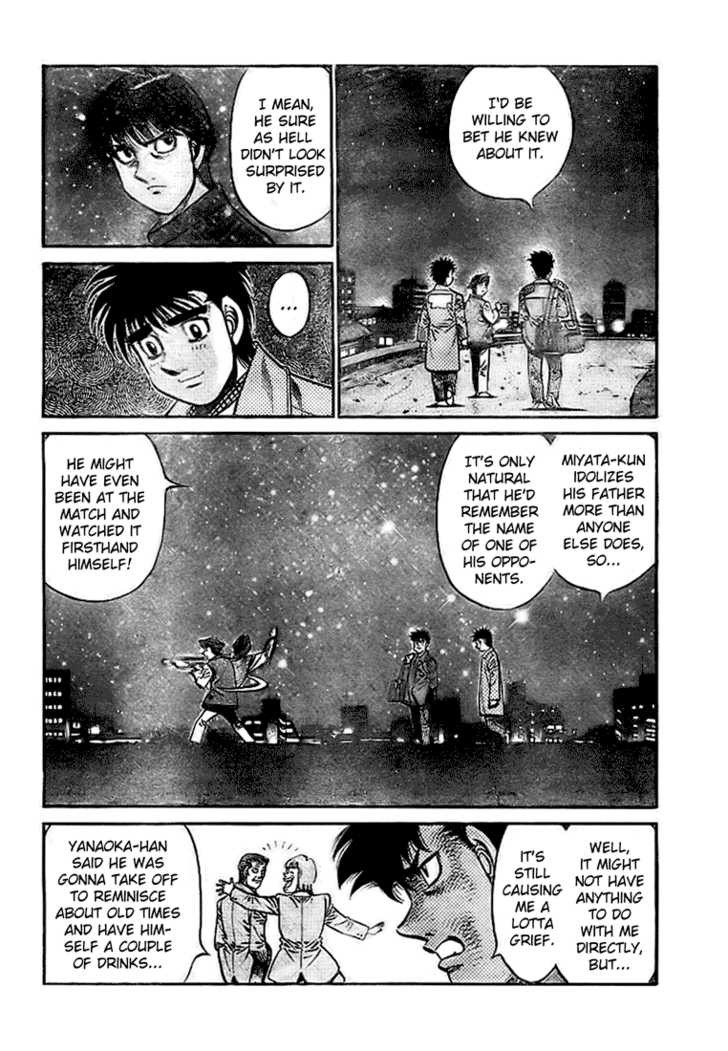 I'D BE
WILLING TO
BET HE KNEW
ABOUT IT.
I MEAN,
HE SURE
AS HELL
DIDN'T LOOK
SURPRISED
BY IT.
...
MIYATA-KUN
IDOLIZES
HIS FATHER
MORE THAN
ANYONE
ELSE DOES,
SO...
IT'S ONLY
NATURAL
THAT HE'D
REMEMBER
THE NAME
OF ONE OF
HIS OPPO-
NENTS.
HE MIGHT
HAVE EVEN
BEEN AT THE
MATCH AND
WATCHED IT
FIRSTHAND
HIMSELF!
WELL,
IT MIGHT
NOT HAVE
ANYTHING
TO DO
WITH ME
DIRECTLY,
BUT...
IT'S
STILL
CAUSING
ME A
LOTTA
GRIEF.
YANAOKA-HAN
SAID HE WAS
GONNA TAKE OFF
TO REMINISCE
ABOUT OLD TIMES
AND HAVE HIM-
SELF A COUPLE
OF DRINKS...